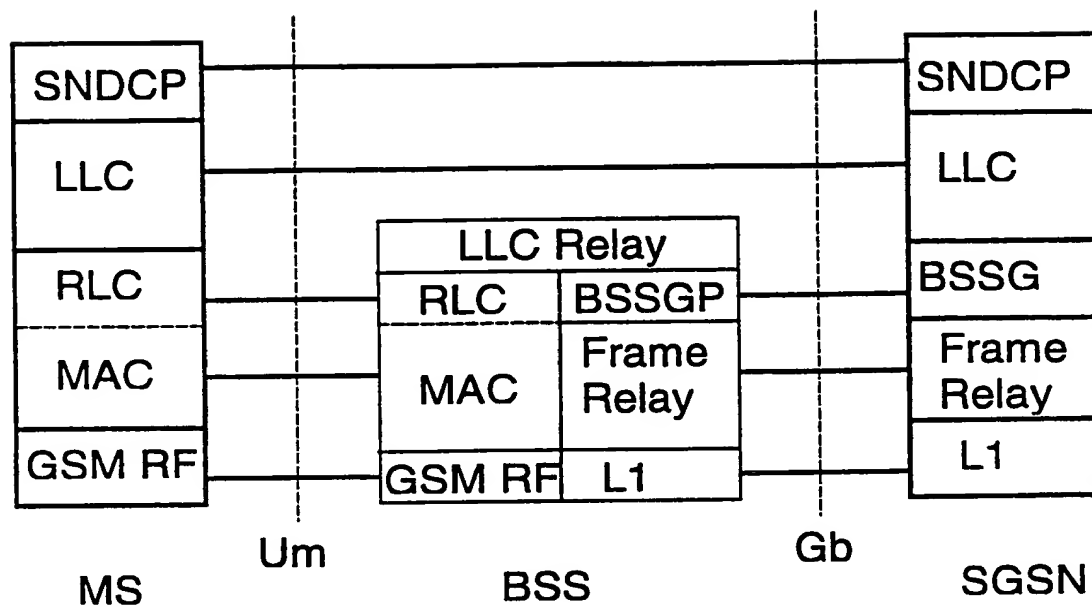 SNDCP
LLC
RLC
MAC
GSM RF
LLC Relay
RLC
BSSGP
MAC
Frame
Relay
GSM RF
L1
SNDCP
LLC
BSSG
Frame
Relay
L1
Um
Gb
MS
BSS
SGSN